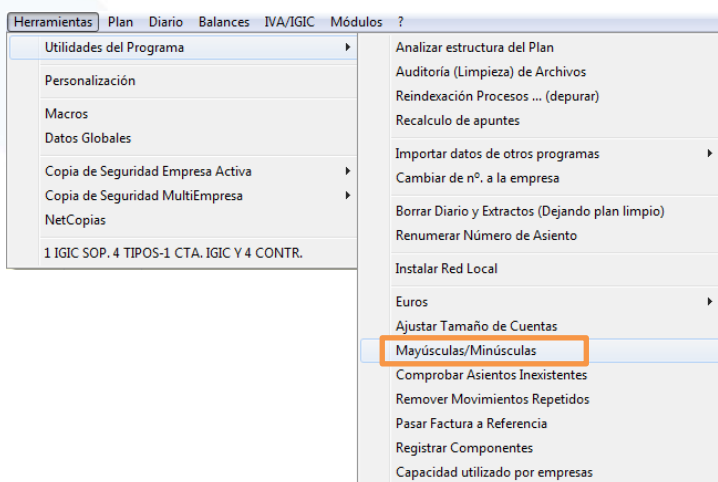 Herramientas Plan Diario Balances IVA/IGIC Módulos ?
Utilidades del Programa
Personalización
Macros
Datos Globales
Copia de Seguridad Empresa Activa
Copia de Seguridad MultiEmpresa
NetCopias
1 IGIC SOP. 4 TIPOS-1 CTA. IGIC Y 4 CONTR.
Analizar estructura del Plan
Auditoría (Limpieza) de Archivos
Reindexación Procesos ... (depurar)
Recalculo de apuntes
Importar datos de otros programas
Cambiar de nº. a la empresa
Borrar Diario y Extractos (Dejando plan limpio)
Renumerar Número de Asiento
Instalar Red Local
Euros
Ajustar Tamaño de Cuentas
Mayúsculas/Minúsculas
Comprobar Asientos Inexistentes
Remover Movimientos Repetidos
Pasar Factura a Referencia
Registrar Componentes
Capacidad utilizado por empresas